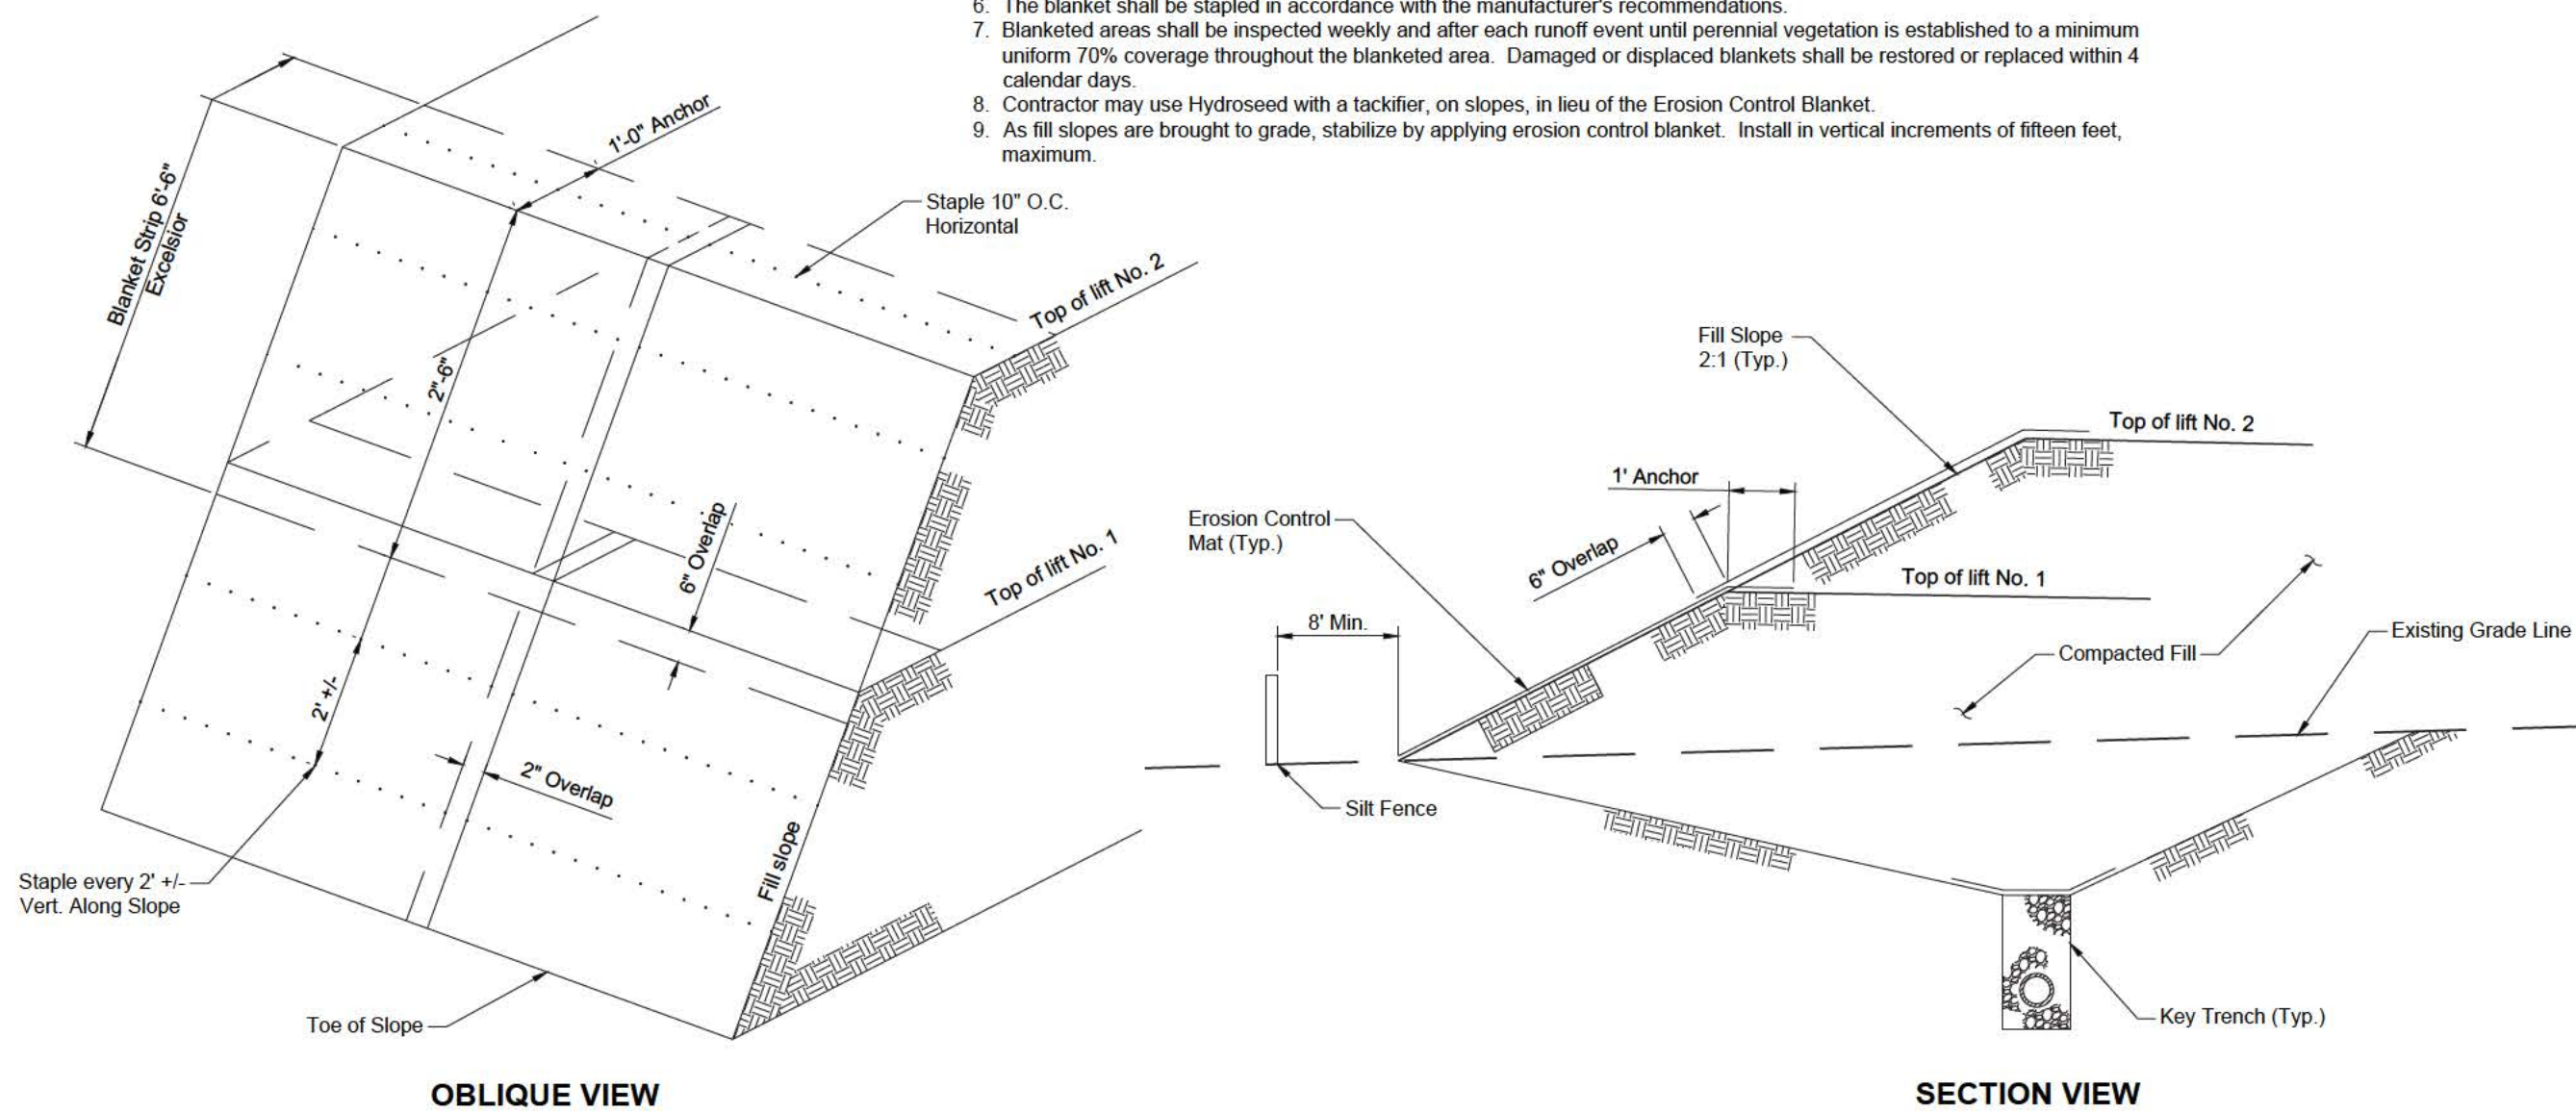 6. The blanket shall be stapled in accordance with the manufacturer's recommendations.
7. Blanketed areas shall be inspected weekly and after each runoff event until perennial vegetation is established to a minimum
uniform 70% coverage throughout the blanketed area. Damaged or displaced blankets shall be restored or replaced within 4
calendar days.
8. Contractor may use Hydroseed with a tackifier, on slopes, in lieu of the Erosion Control Blanket.
9. As fill slopes are brought to grade, stabilize by applying erosion control blanket. Install in vertical increments of fifteen feet,
maximum.
1'-0" Anchor
Blanket Strip 6'-6"
Excelsior
Staple 10" O.C.
Horizontal
Top of lift No. 2
2"-6"
6" Overlap
Top of lift No. 1
2' +/-
2" Overlap
Fill slope
Staple every 2' +/-
Vert. Along Slope
Toe of Slope
OBLIQUE VIEW
Fill Slope
2:1 (Typ.)
Top of lift No. 2
1' Anchor
Erosion Control
Mat (Typ.)
6" Overlap
Top of lift No. 1
8' Min.
Existing Grade Line
Compacted Fill
Silt Fence
Key Trench (Typ.)
SECTION VIEW